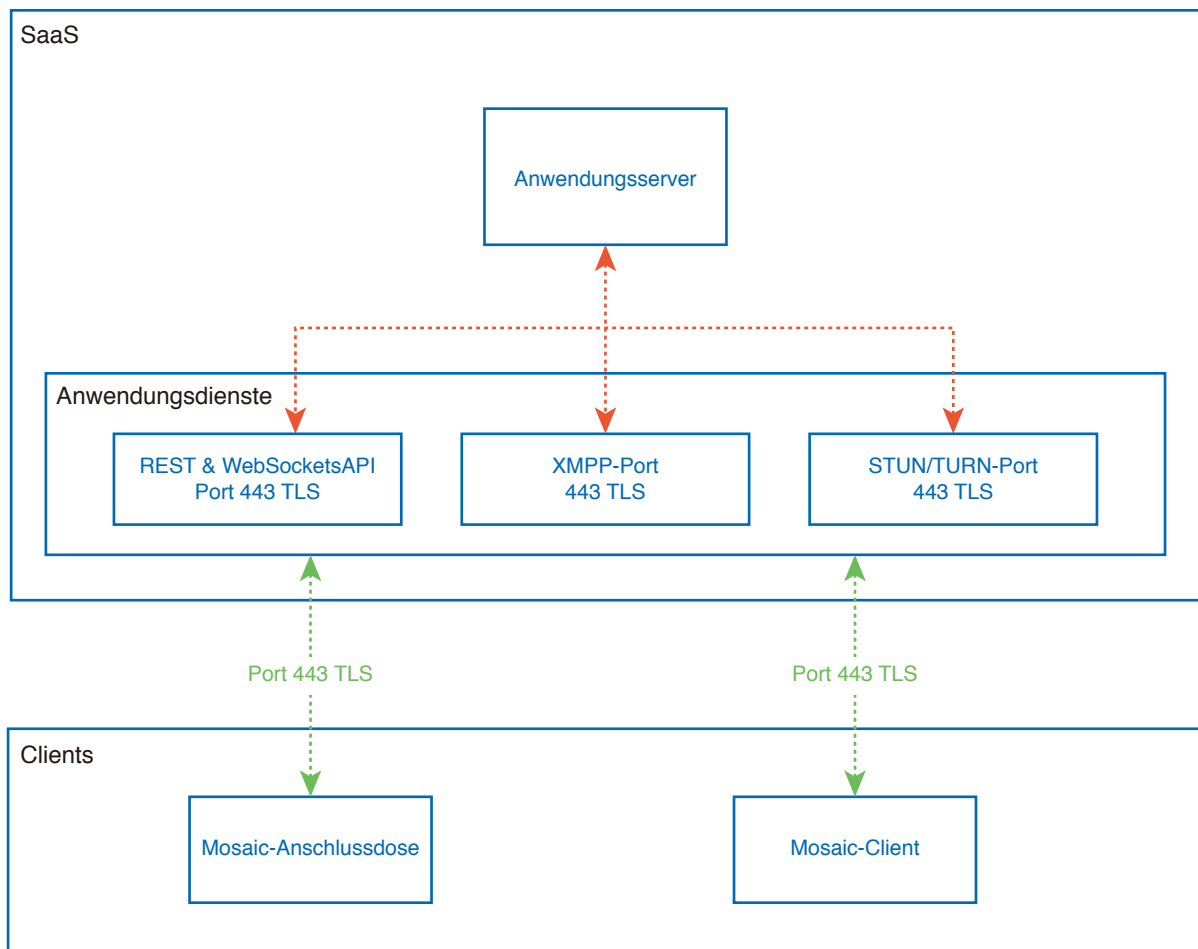 SaaS
Anwendungsserver
Anwendungsdienste
REST & WebSocketsAPI
Port 443 TLS
XMPP-Port
443 TLS
STUN/TURN-Port
443 TLS
Port 443 TLS
Port 443 TLS
Clients
Mosaic-Anschlussdose
Mosaic-Client